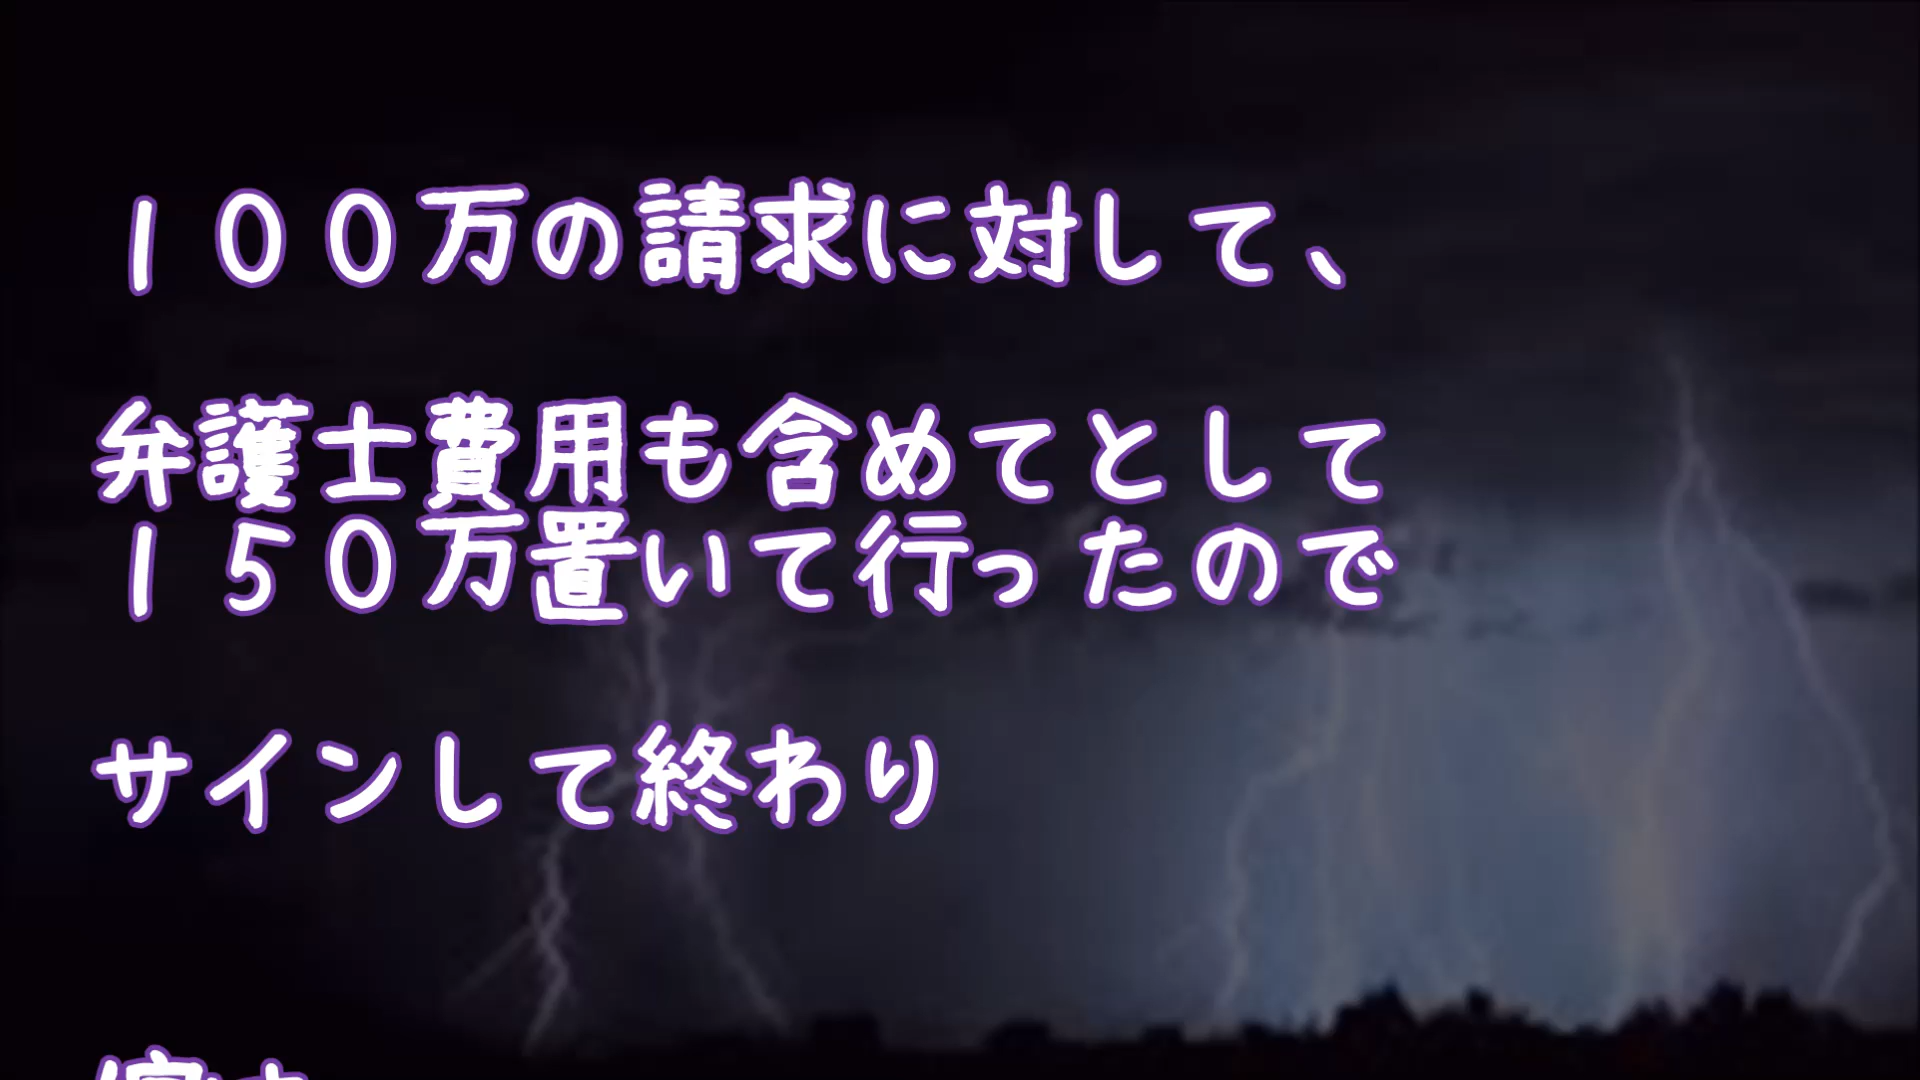 １００万の請求に対して、
弁護士費用も含めてとして
１５０万置いて行ったので
サインして終わり